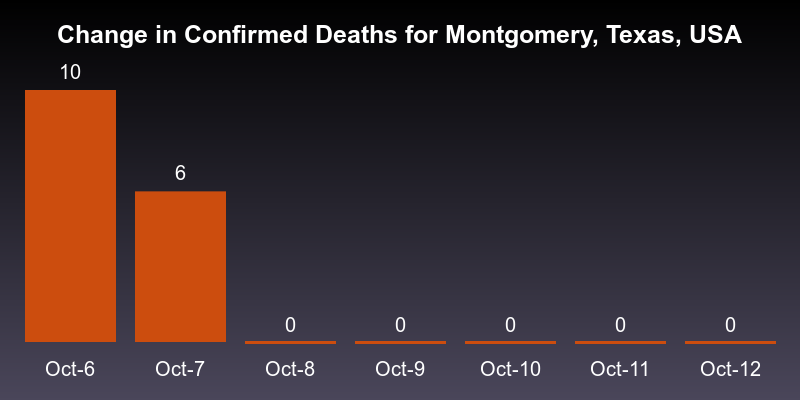 Change in Confirmed Deaths for Montgomery, Texas, USA
10
6
0 0 0 0 0
Oct-6 Oct-7 Oct-8 Oct-9 Oct-10 Oct-11 Oct-12